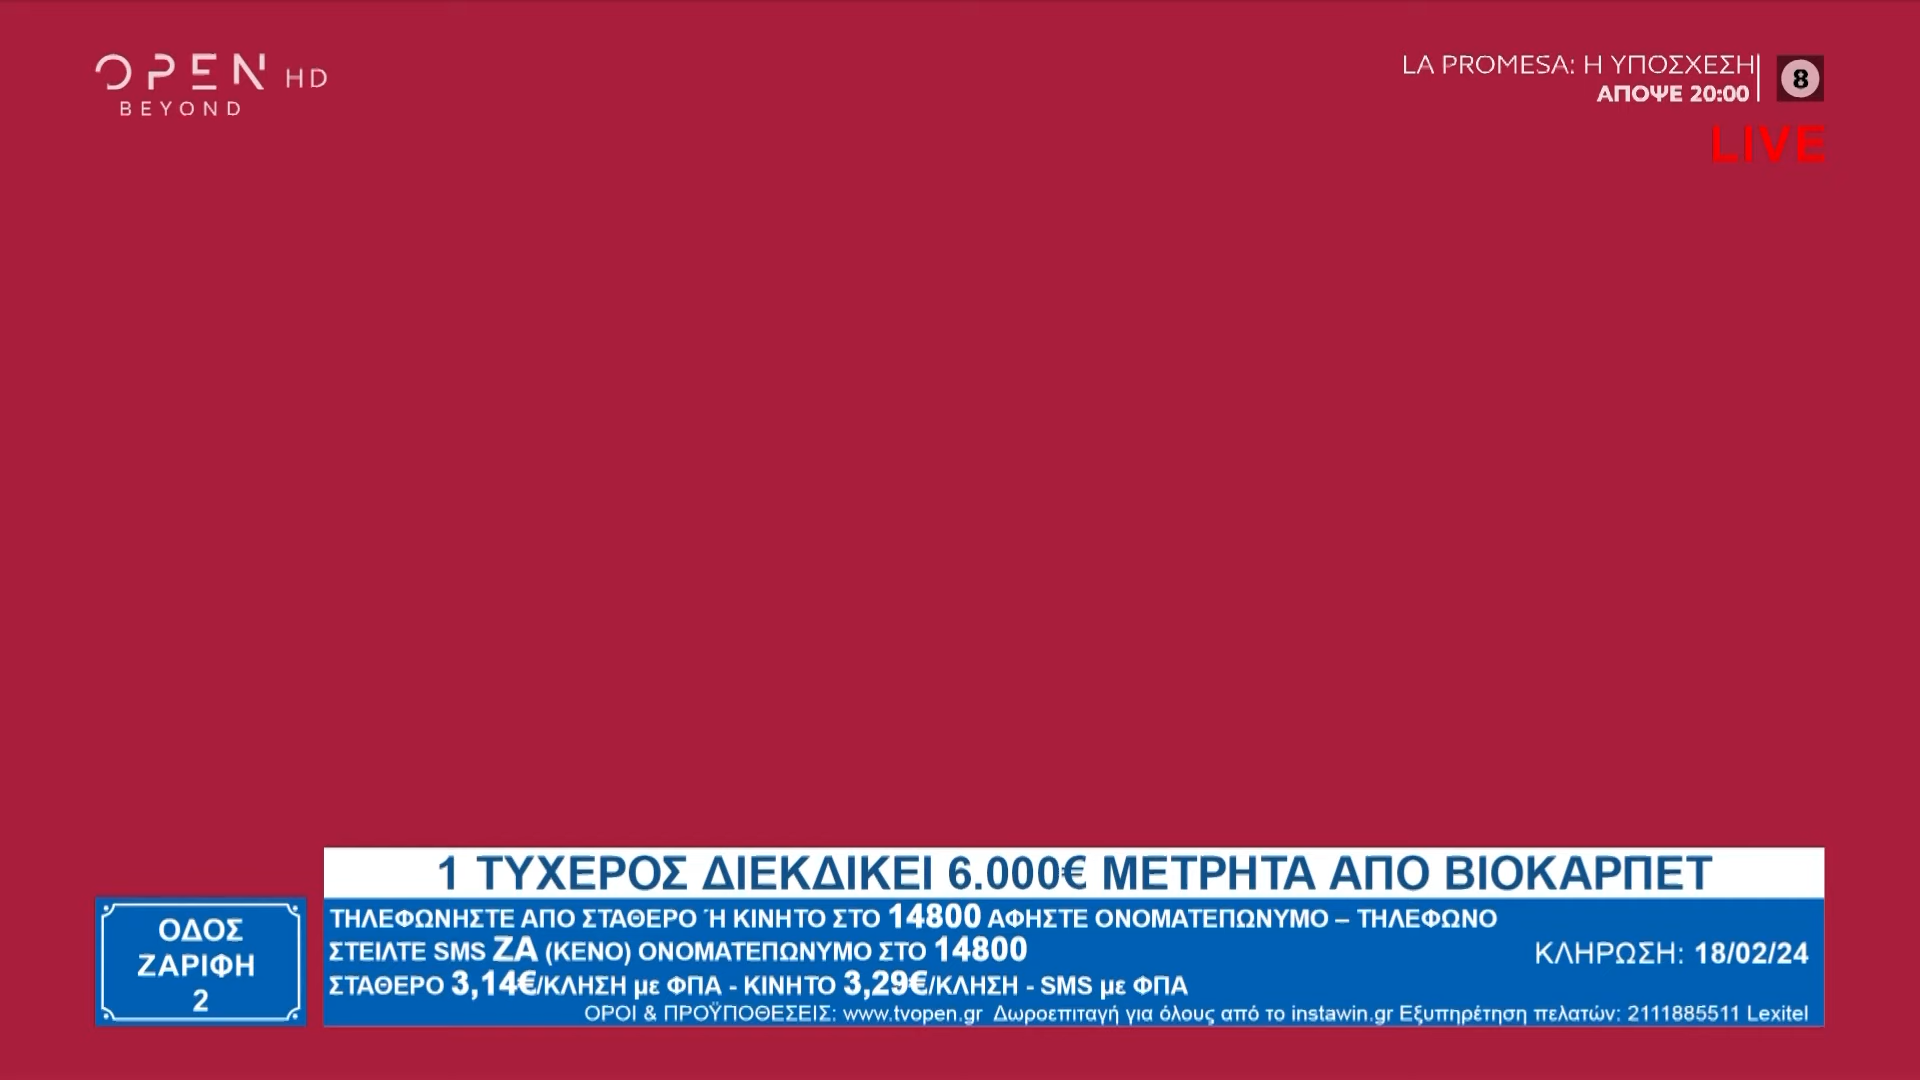 OPEN HD
BEYOND
LA PROMESA: Η ΥΠΟΣΧΕΣΗ
ΑΠΟΨΕ 20:00
8
LIVE
1 ΤΥΧΕΡΟΣ ΔΙΕΚΔΙΚΕΙ 6.000€ ΜΕΤΡΗΤΑ ΑΠΟ ΒΙΟΚΑΡΠΕΤ
ΟΔΟΣ
ΖΑΡΙΦΗ
2
ΤΗΛΕΦΩΝΗΣΤΕ ΑΠΟ ΣΤΑΘΕΡΟ Ή ΚΙΝΗΤΟ ΣΤΟ 14800 ΑΦΗΣΤΕ ΟΝΟΜΑΤΕΠΩΝΥΜΟ – ΤΗΛΕΦΩΝΟ
ΣΤΕΙΛΤΕ SMS ΖΑ (ΚΕΝΟ) ΟΝΟΜΑΤΕΠΩΝΥΜΟ ΣΤΟ 14800
ΚΛΗΡΩΣΗ: 18/02/24
ΣΤΑΘΕΡΟ 3,14€/ΚΛΗΣΗ με ΦΠΑ - ΚΙΝΗΤΟ 3,29€/ΚΛΗΣΗ - SMS με ΦΠΑ
ΟΡΟΙ & ΠΡΟΫΠΟΘΕΣΕΙΣ: www.tvopen.gr Δωροεπιταγή για όλους από το instawin.gr Εξυπηρέτηση πελατών: 2111885511 Lexitel